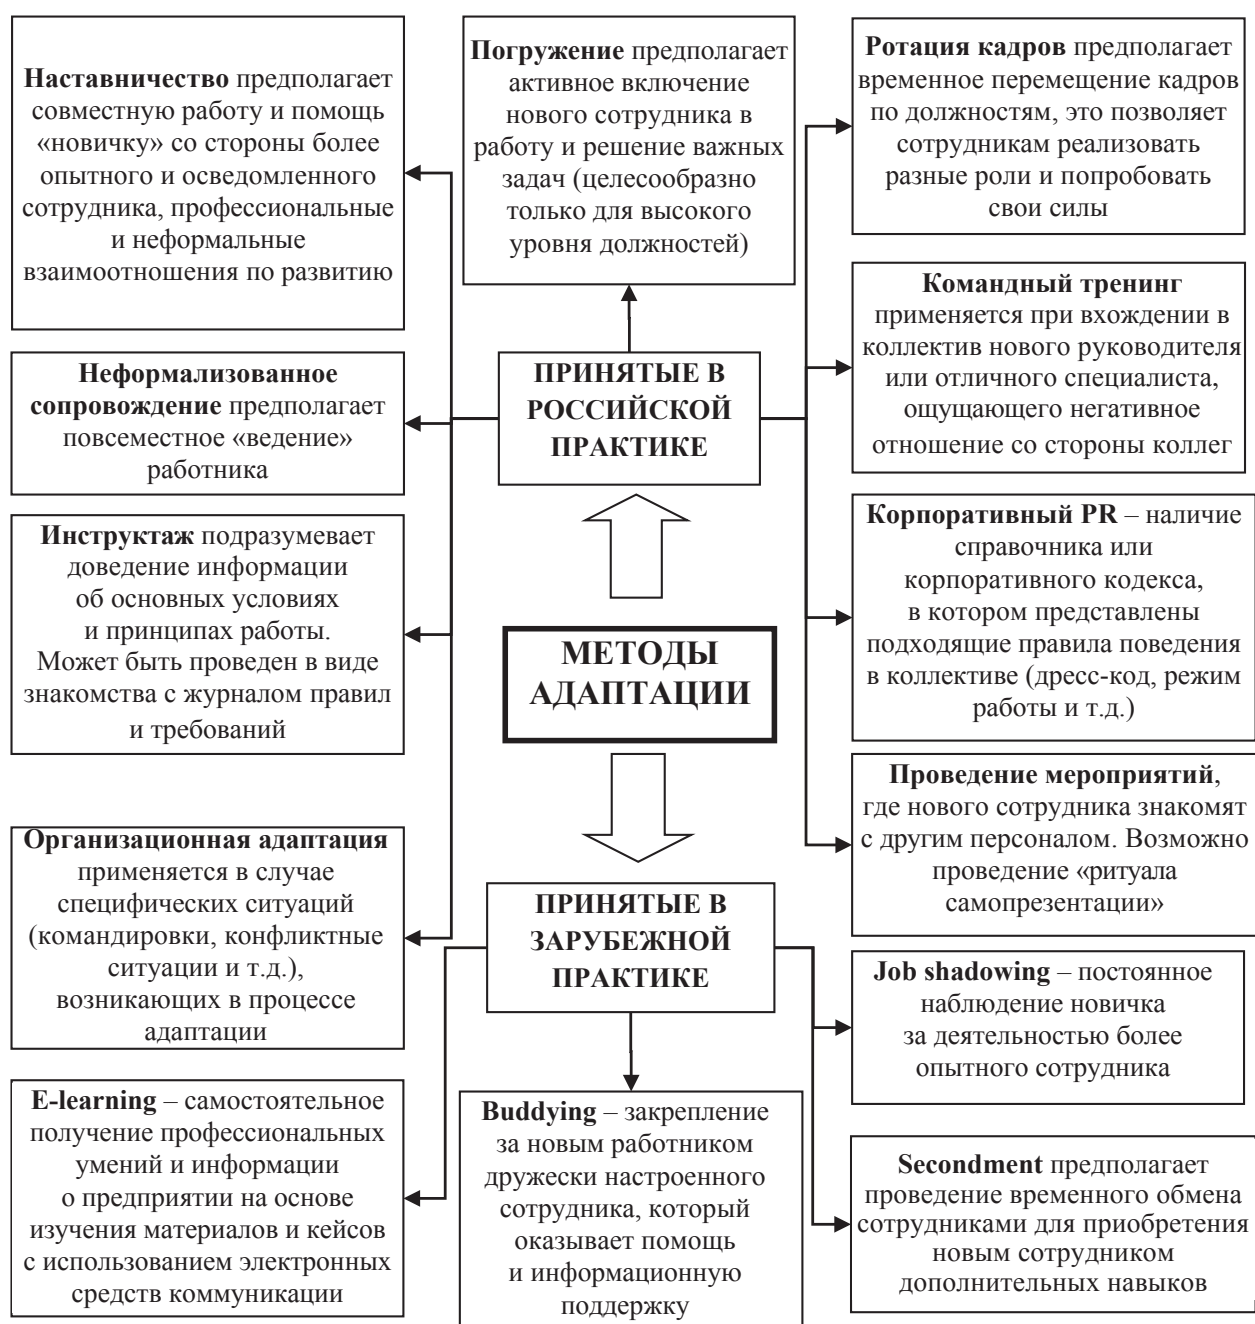 Наставничество предполагает
совместную работу и помощь
«новичку» со стороны более
опытного и осведомленного
сотрудника, профессиональные
и неформальные
взаимоотношения по развитию
Погружение предполагает
активное включение
нового сотрудника в
работу и решение важных
задач (целесообразно
только для высокого
уровня должностей)
Ротация кадров предполагает
временное перемещение кадров
по должностям, это позволяет
сотрудникам реализовать
разные роли и попробовать
свои силы
Неформализованное
сопровождение предполагает
повсеместное «ведение»
работника
ПРИНЯТЫЕ В
РОССИЙСКОЙ
ПРАКТИКЕ
Командный тренинг
применяется при вхождении в
коллектив нового руководителя
или отличного специалиста,
ощущающего негативное
отношение со стороны коллег
Инструктаж подразумевает
доведение информации
об основных условиях
и принципах работы.
Может быть проведен в виде
знакомства с журналом правил
и требований
МЕТОДЫ
АДАПТАЦИИ
Корпоративный PR – наличие
справочника или
корпоративного кодекса,
в котором представлены
подходящие правила поведения
в коллективе (дресс-код, режим
работы и т.д.)
Проведение мероприятий,
где нового сотрудника знакомят
с другим персоналом. Возможно
проведение «ритуала
самопрезентации»
Организационная адаптация
применяется в случае
специфических ситуаций
(командировки, конфликтные
ситуации и т.д.),
возникающих в процессе
адаптации
ПРИНЯТЫЕ В
ЗАРУБЕЖНОЙ
ПРАКТИКЕ
Job shadowing – постоянное
наблюдение новичка
за деятельностью более
опытного сотрудника
E-learning – самостоятельное
получение профессиональных
умений и информации
о предприятии на основе
изучения материалов и кейсов
с использованием электронных
средств коммуникации
Buddying – закрепление
за новым работником
дружески настроенного
сотрудника, который
оказывает помощь
и информационную
поддержку
Secondment предполагает
проведение временного обмена
сотрудниками для приобретения
новым сотрудником
дополнительных навыков